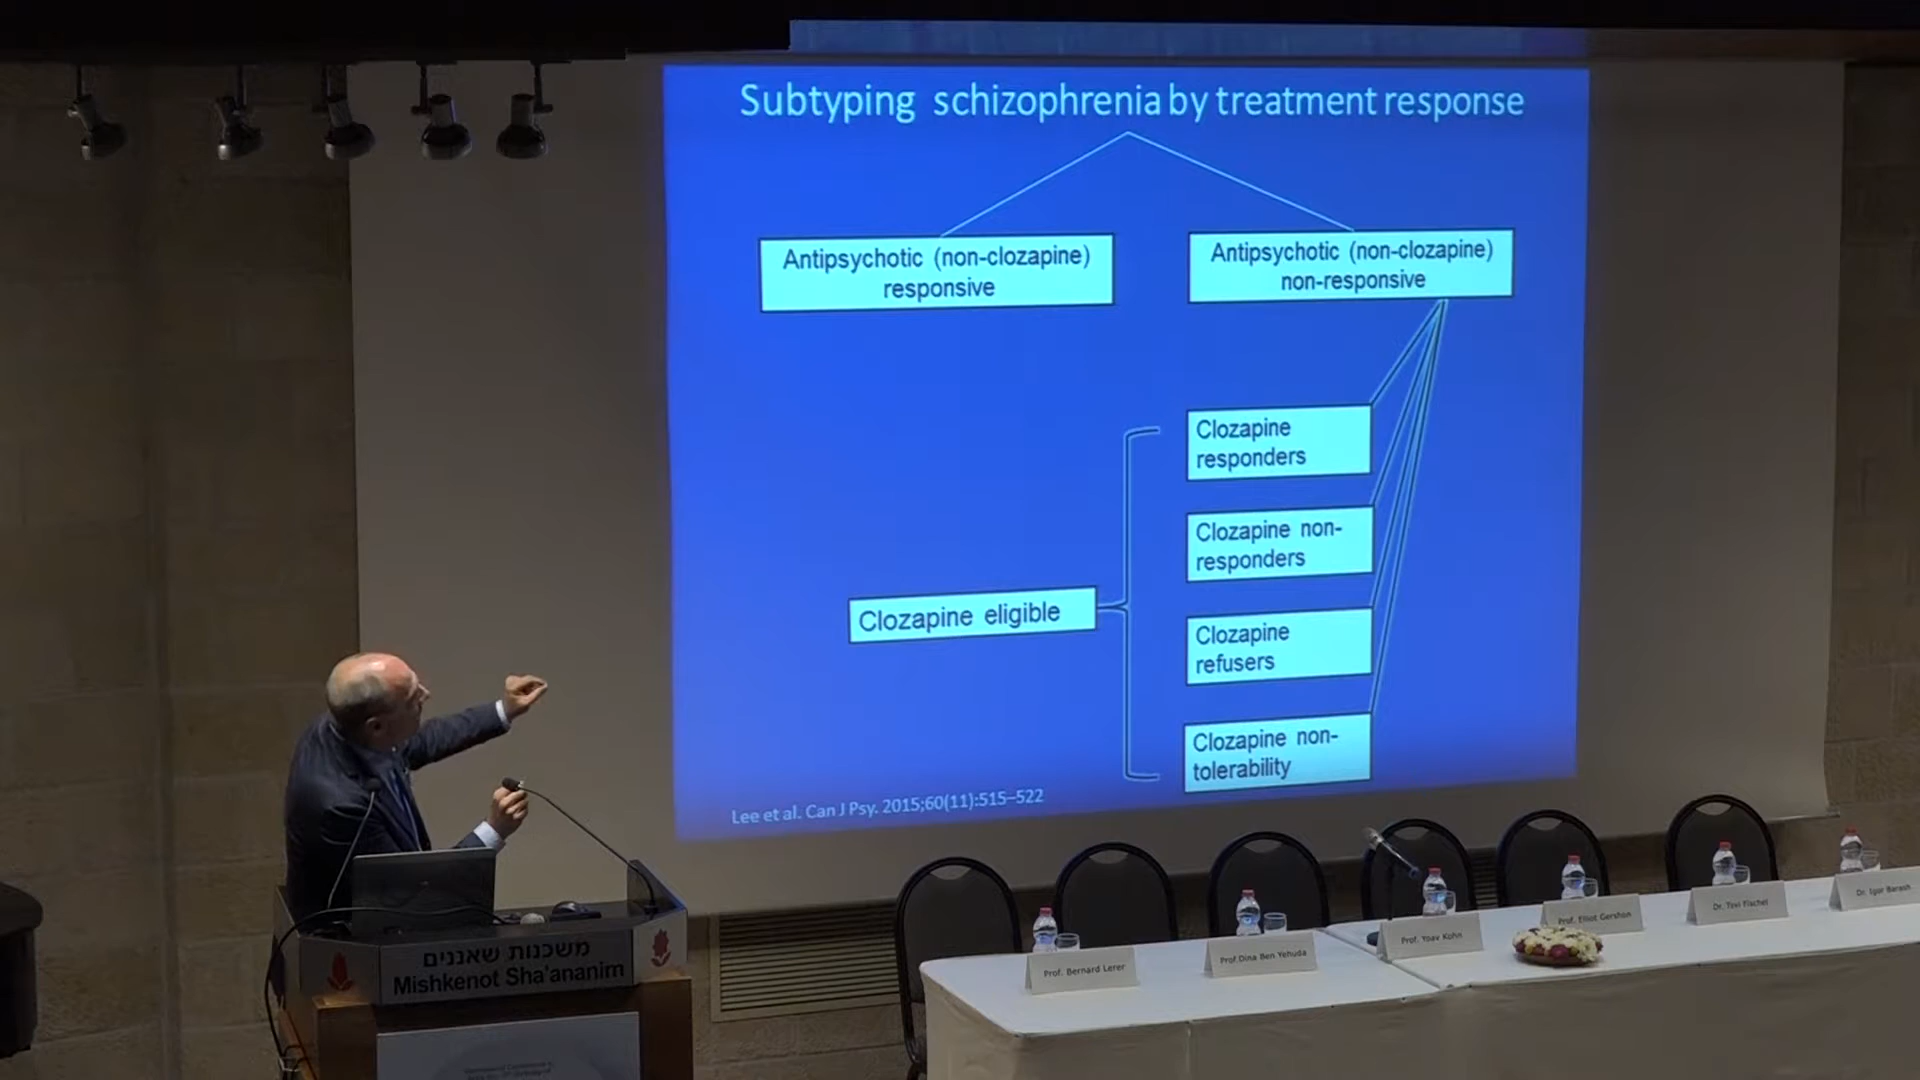 Subtyping schizophrenia by treatment response
Antipsychotic (non-clozapine)
responsive
Antipsychotic (non-clozapine)
non-responsive
Clozapine
responders
Clozapine non-
responders
Clozapine eligible
Clozapine
refusers
Clozapine non-
tolerability
Lee et al. Can J Psy. 2015;60(11):515–522
משכנות שאננים
Mishkenot Sha'ananim
Prof. Bernard Lerer
Prof Dina Ben Yehuda
Prof. Yoav Kohn
Prof. Elliot Gershon
Dr. Tsvi Fischel
Dr. Igor Barash